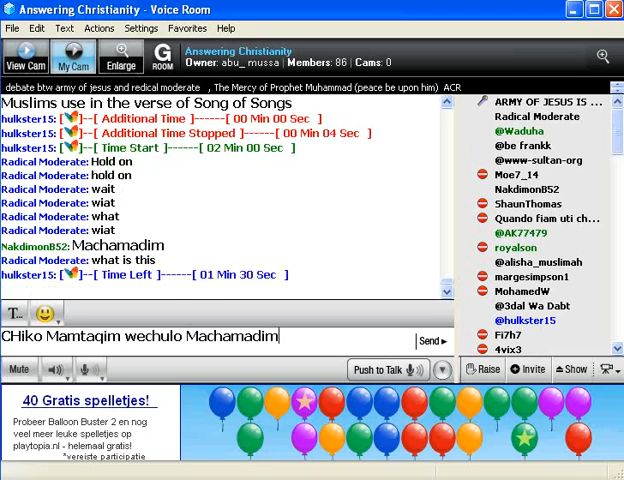 Answering Christianity - Voice Room
File Edit Text Actions Settings Favorites Help
View Cam My Cam Enlarge G ROOM
Answering Christianity
Owner: abu_ mussa | Members: 86 | Cams: 0
debate btw army of jesus and redical moderate , The Mercy of Prophet Muhammad (peace be upon him) ACR
Muslims use in the verse of Song of Songs
hulkster15: [ ]--[ Additional Time ]------[ 00 Min 00 Sec ]
hulkster15: [ ]--[ Additional Time Stopped ]------[ 00 Min 04 Sec ]
hulkster15: [ ]--[ Time Start ]------[ 02 Min 00 Sec ]
Radical Moderate: Hold on
Radical Moderate: hold on
Radical Moderate: wait
Radical Moderate: wiat
Radical Moderate: what
Radical Moderate: wiat
NakdimonB52: Machamadim
Radical Moderate: what is this
hulkster15: [ ]--[ Time Left ]------[ 01 Min 30 Sec ]
ARMY OF JESUS IS ...
Radical Moderate
@Waduha
@be frankk
@www-sultan-org
Moe7_14
NakdimonB52
ShaunThomas
Quando fiam uti ch...
@AK77479
royalson
@alisha_muslimah
margesimpson1
MohamedW
@3dal Wa Dabt
@hulkster15
Fi7h7
4vix3
T...
CHiko Mamtaqim wechulo Machamadim
Send
Mute Push to Talk Raise Invite Show
40 Gratis spelletjes!
Probeer Balloon Buster 2 en nog
veel meer leuke spelletjes op
playtopia.nl - helemaal gratis!
*vereiste participatie